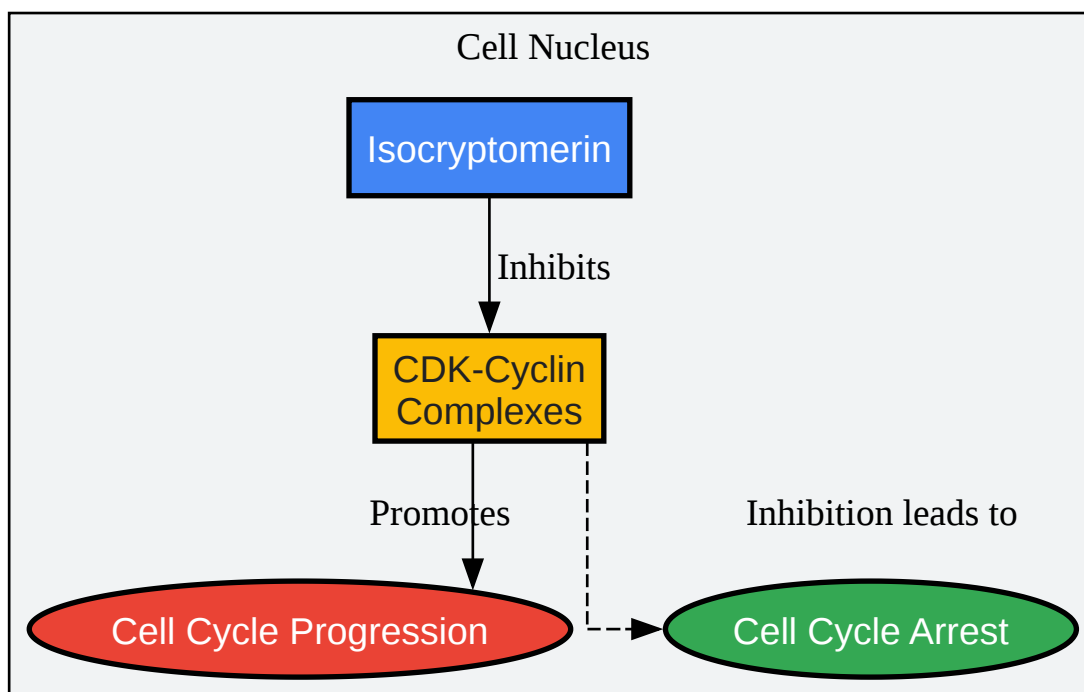 Cell Nucleus
Isocryptomerin
Inhibits
CDK-Cyclin
Complexes
Promotes
Inhibition leads to
Cell Cycle Progression
Cell Cycle Arrest